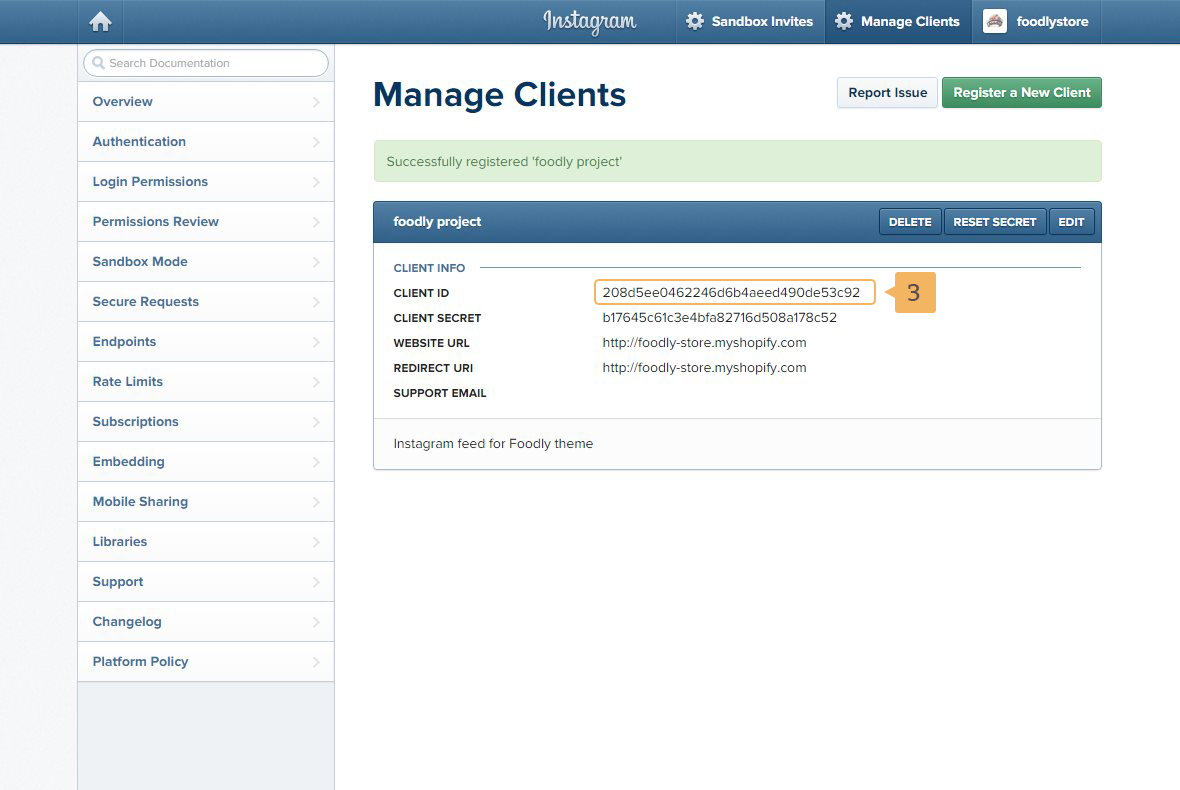 Instagram
Sandbox Invites
Manage Clients
foodlystore
Search Documentation
Overview
Authentication
Login Permissions
Permissions Review
Sandbox Mode
Secure Requests
Endpoints
Rate Limits
Subscriptions
Embedding
Mobile Sharing
Libraries
Support
Changelog
Platform Policy
Manage Clients
Report Issue
Register a New Client
Successfully registered 'foodly project'
foodly project
DELETE
RESET SECRET
EDIT
CLIENT INFO
CLIENT ID 208d5ee0462246d6b4aeed490de53c92 3
CLIENT SECRET b17645c61c3e4bfa82716d508a178c52
WEBSITE URL http://foodly-store.myshopify.com
REDIRECT URI http://foodly-store.myshopify.com
SUPPORT EMAIL
Instagram feed for Foodly theme